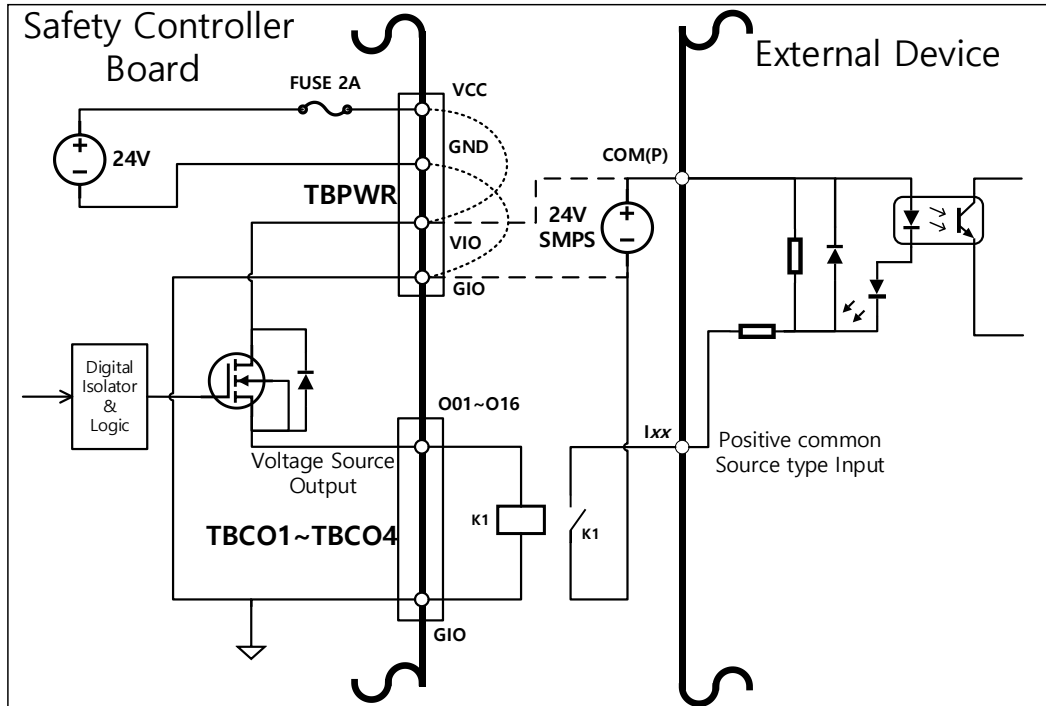 Safety Controller
Board
External Device
FUSE 2A
VCC
GND
24V
TBPWR
COM(P)
24V
SMPS
VIO
GIO
+
-
+
-
Digital
Isolator
&
Logic
O01~O16
Voltage Source
Output
Ixx
Positive common
Source type Input
K1
K1
TBCO1~TBCO4
GIO